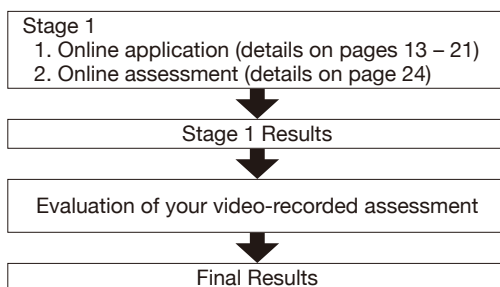 Stage 1
1. Online application (details on pages 13 – 21)
2. Online assessment (details on page 24)
Stage 1 Results
Evaluation of your video-recorded assessment
Final Results